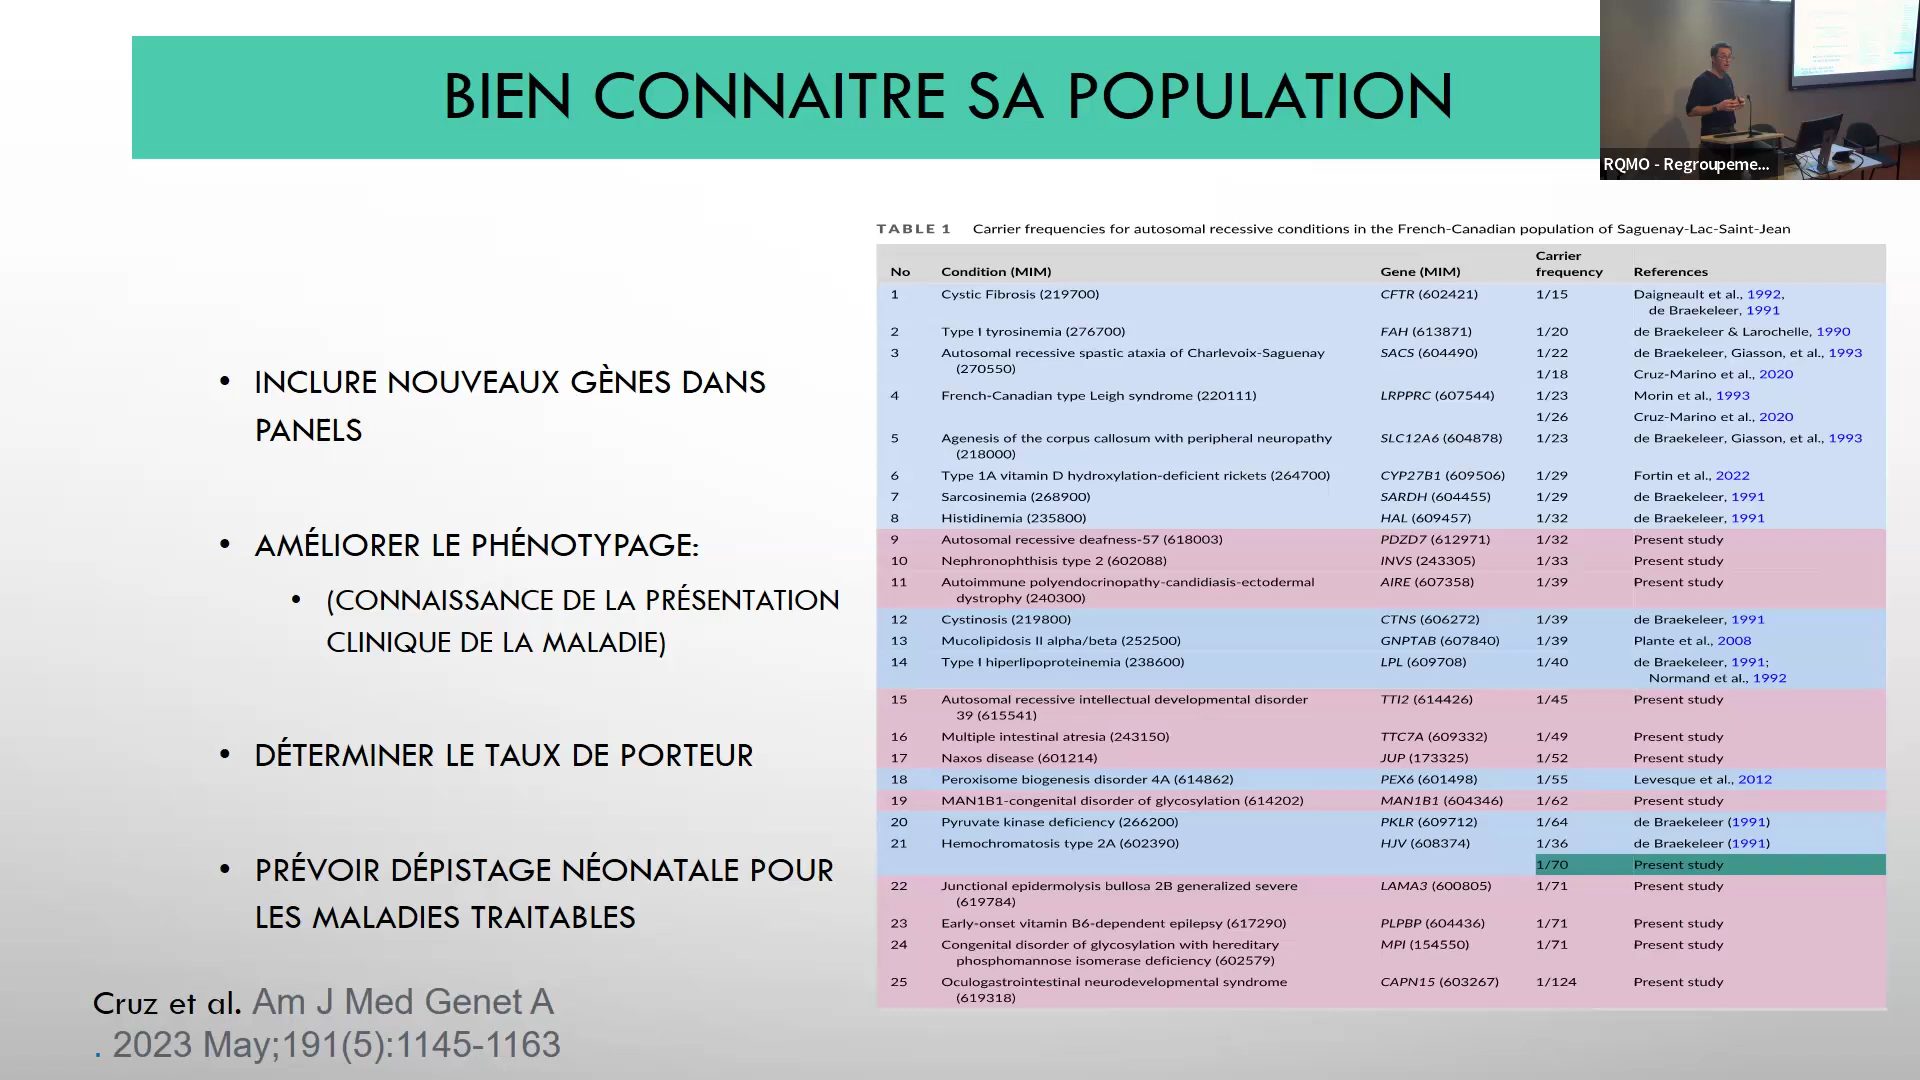 BIEN CONNAITRE SA POPULATION
RQMO - Regroupeme...
• INCLURE NOUVEAUX GÈNES DANS
PANELS
• AMÉLIORER LE PHÉNOTYPAGE:
• (CONNAISSANCE DE LA PRÉSENTATION
CLINIQUE DE LA MALADIE)
• DÉTERMINER LE TAUX DE PORTEUR
• PRÉVOIR DÉPISTAGE NÉONATALE POUR
LES MALADIES TRAITABLES
Cruz et al. Am J Med Genet A
. 2023 May;191(5):1145-1163
TABLE 1 Carrier frequencies for autosomal recessive conditions in the French-Canadian population of Saguenay-Lac-Saint-Jean
Carrier
No Condition (MIM) Gene (MIM) frequency References
1 Cystic Fibrosis (219700) CFTR (602421) 1/15 Daigneault et al., 1992,
de Braekeleer, 1991
2 Type I tyrosinemia (276700) FAH (613871) 1/20 de Braekeleer & Larochelle, 1990
3 Autosomal recessive spastic ataxia of Charlevoix-Saguenay SACS (604490) 1/22 de Braekeleer, Giasson, et al., 1993
(270550)
1/18 Cruz-Marino et al., 2020
4 French-Canadian type Leigh syndrome (220111) LRPPRC (607544) 1/23 Morin et al., 1993
1/26 Cruz-Marino et al., 2020
5 Agenesis of the corpus callosum with peripheral neuropathy SLC12A6 (604878) 1/23 de Braekeleer, Giasson, et al., 1993
(218000)
6 Type 1A vitamin D hydroxylation-deficient rickets (264700) CYP27B1 (609506) 1/29 Fortin et al., 2022
7 Sarcosinemia (268900) SARDH (604455) 1/29 de Braekeleer, 1991
8 Histidinemia (235800) HAL (609457) 1/32 de Braekeleer, 1991
9 Autosomal recessive deafness-57 (618003) PDZD7 (612971) 1/32 Present study
10 Nephronophthisis type 2 (602088) INVS (243305) 1/33 Present study
11 Autoimmune polyendocrinopathy-candidiasis-ectodermal AIRE (607358) 1/39 Present study
dystrophy (240300)
12 Cystinosis (219800) CTNS (606272) 1/39 de Braekeleer, 1991
13 Mucolipidosis II alpha/beta (252500) GNPTAB (607840) 1/39 Plante et al., 2008
14 Type I hiperlipoproteinemia (238600) LPL (609708) 1/40 de Braekeleer, 1991;
Normand et al., 1992
15 Autosomal recessive intellectual developmental disorder TTI2 (614426) 1/45 Present study
39 (615541)
16 Multiple intestinal atresia (243150) TTC7A (609332) 1/49 Present study
17 Naxos disease (601214) JUP (173325) 1/52 Present study
18 Peroxisome biogenesis disorder 4A (614862) PEX6 (601498) 1/55 Levesque et al., 2012
19 MAN1B1-congenital disorder of glycosylation (614202) MAN1B1 (604346) 1/62 Present study
20 Pyruvate kinase deficiency (266200) PKLR (609712) 1/64 de Braekeleer (1991)
21 Hemochromatosis type 2A (602390) HJV (608374) 1/36 de Braekeleer (1991)
1/70 Present study
22 Junctional epidermolysis bullosa 2B generalized severe LAMA3 (600805) 1/71 Present study
(619784)
23 Early-onset vitamin B6-dependent epilepsy (617290) PLPBP (604436) 1/71 Present study
24 Congenital disorder of glycosylation with hereditary MPI (154550) 1/71 Present study
phosphomannose isomerase deficiency (602579)
25 Oculogastrointestinal neurodevelopmental syndrome CAPN15 (603267) 1/124 Present study
(619318)